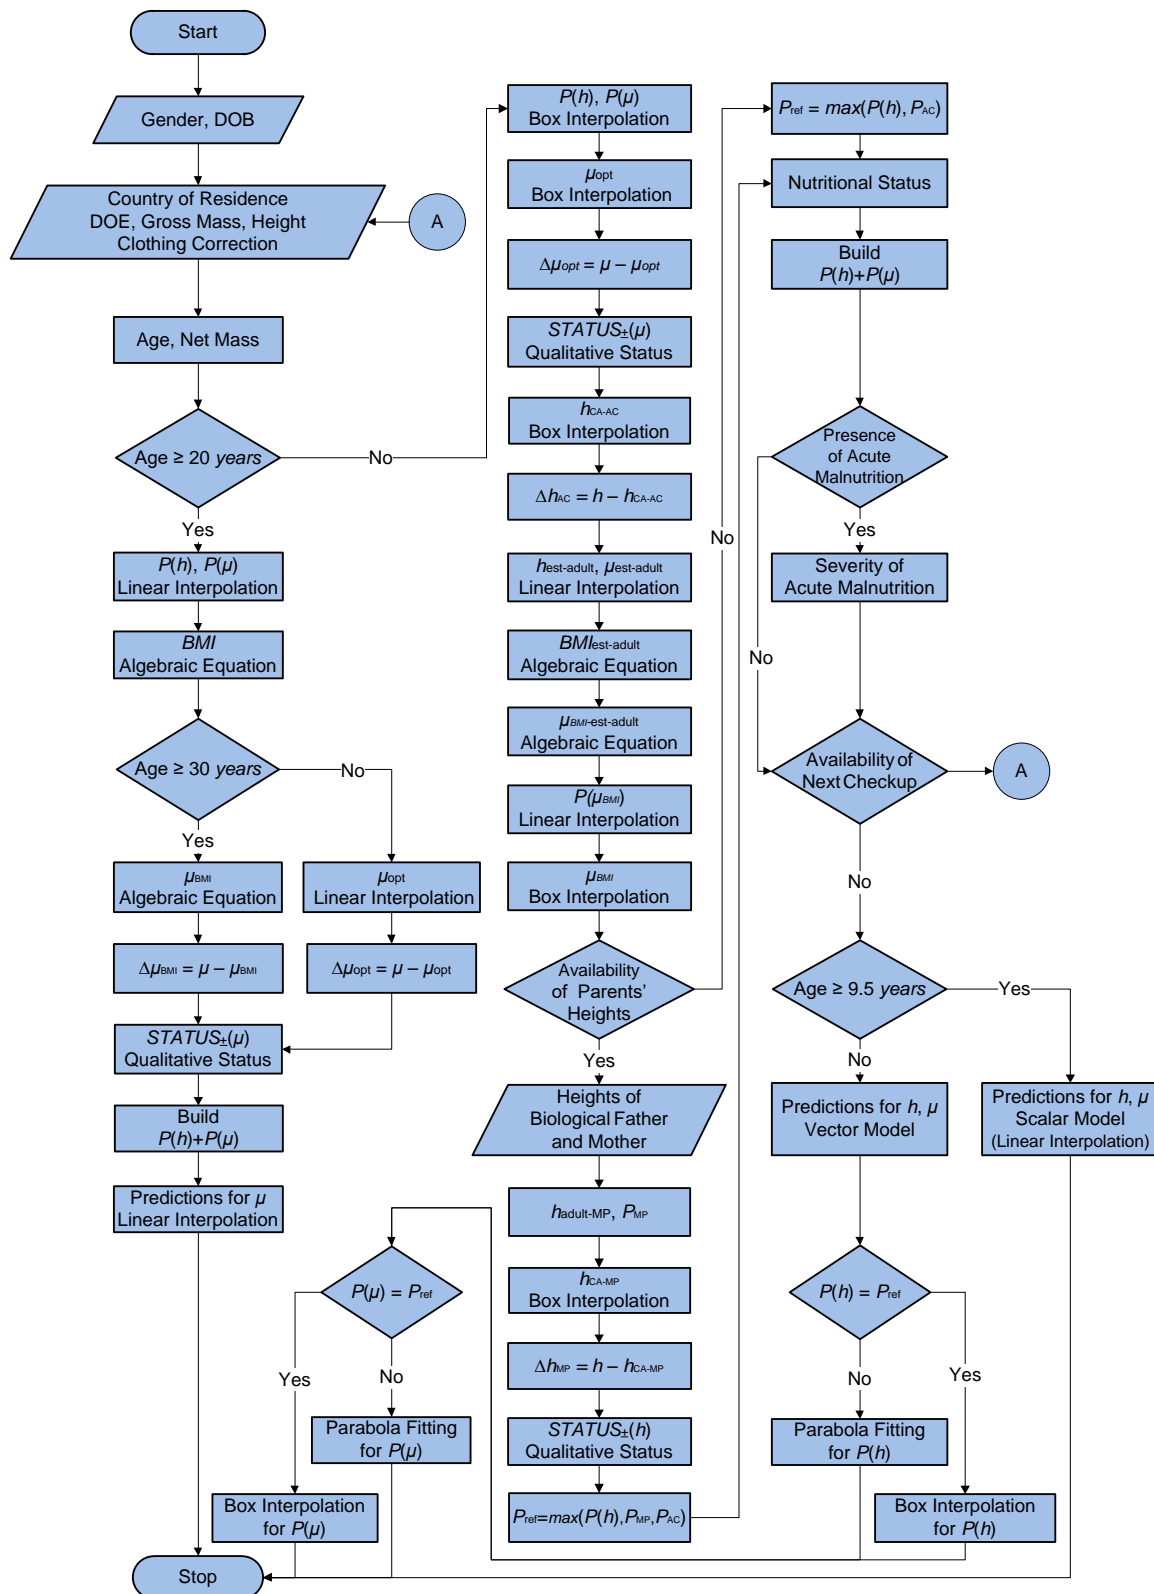 Start
Gender, DOB
Country of Residence
DOE, Gross Mass, Height
Clothing Correction
A
Age, Net Mass
Age ≥ 20 years
No
Yes
P(h), P(µ)
Linear Interpolation
BMI
Algebraic Equation
Age ≥ 30 years
No
Yes
µBMI
Algebraic Equation
µopt
Linear Interpolation
ΔµBMI = µ – µBMI
Δµopt = µ – µopt
STATUS±(µ)
Qualitative Status
Build
P(h)+P(µ)
Predictions for µ
Linear Interpolation
P(µ) = Pref
Yes
No
Parabola Fitting
for P(µ)
Box Interpolation
for P(µ)
Stop
P(h), P(µ)
Box Interpolation
µopt
Box Interpolation
Δµopt = µ – µopt
STATUS±(µ)
Qualitative Status
hCA-AC
Box Interpolation
ΔhAC = h – hCA-AC
hest-adult, µest-adult
Linear Interpolation
BMIest-adult
Algebraic Equation
µBMI-est-adult
Algebraic Equation
P(µBMI)
Linear Interpolation
µBMI
Box Interpolation
Availability
of Parents'
Heights
No
Yes
Heights of
Biological Father
and Mother
hadult-MP, PMP
hCA-MP
Box Interpolation
ΔhMP = h – hCA-MP
STATUS±(h)
Qualitative Status
Pref=max(P(h),PMP,PAC)
Pref = max(P(h), PAC)
Nutritional Status
Build
P(h)+P(µ)
Presence
of Acute
Malnutrition
Yes
No
Severity of
Acute Malnutrition
Availability of
Next Checkup
A
No
Age ≥ 9.5 years
Yes
No
Predictions for h, µ
Vector Model
Predictions for h, µ
Scalar Model
(Linear Interpolation)
P(h) = Pref
No
Yes
Parabola Fitting
for P(h)
Box Interpolation
for P(h)